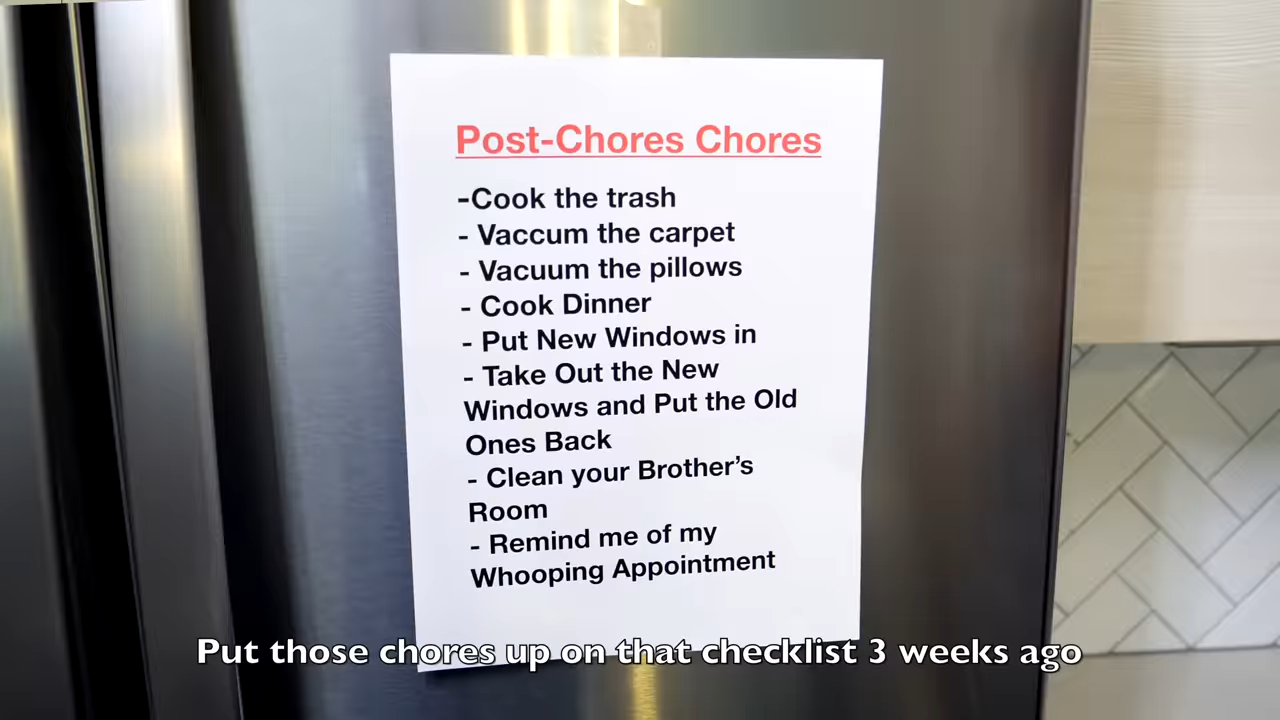 Post-Chores Chores
-Cook the trash
- Vaccum the carpet
- Vacuum the pillows
- Cook Dinner
- Put New Windows in
- Take Out the New
Windows and Put the Old
Ones Back
- Clean your Brother’s
Room
- Remind me of my
Whooping Appointment
Put those chores up on that checklist 3 weeks ago